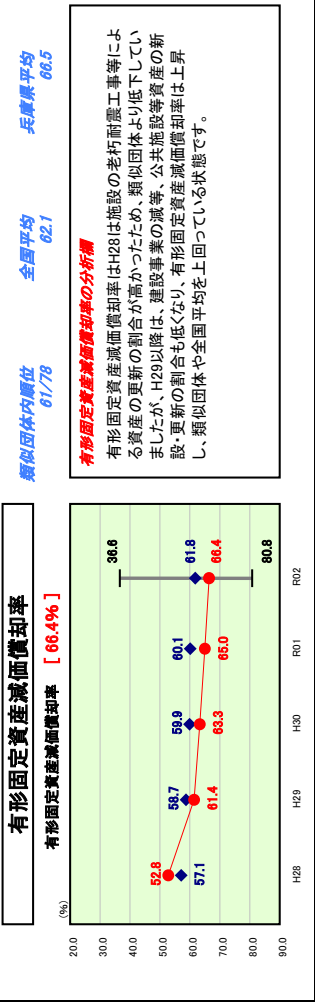 有形固定資産減価償却率
有形固定資産減価償却率 [ 66.4% ]
(%)
20.0
30.0
40.0
50.0
60.0
70.0
80.0
90.0
52.8
57.1
58.7
61.4
59.9
63.3
60.1
65.0
36.6
61.8
66.4
80.8
H28 H29 H30 R01 R02
類似団体内順位 全国平均 兵庫県平均
61/78 62.1 66.5
有形固定資産減価償却率の分析欄
有形固定資産減価償却率はH28は施設の老朽耐震工事等によ
る資産の更新の割合が高かったため、類似団体より低下してい
ましたが、H29以降は、建設事業の減等、公共施設等資産の新
設・更新の割合も低くなり、有形固定資産減価償却率は上昇
し、類似団体や全国平均を上回っている状態です。